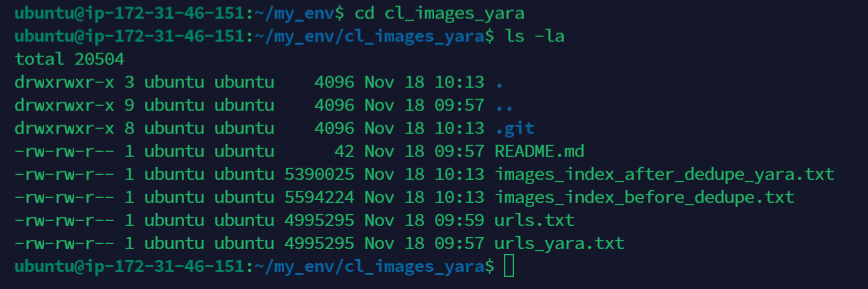 ubuntu@ip-172-31-46-151:~/my_env$ cd cl_images_yara
ubuntu@ip-172-31-46-151:~/my_env/cl_images_yara$ ls -la
total 20504
drwxrwxr-x 3 ubuntu ubuntu    4096 Nov 18 10:13 .
drwxrwxr-x 9 ubuntu ubuntu    4096 Nov 18 09:57 ..
drwxrwxr-x 8 ubuntu ubuntu    4096 Nov 18 10:13 .git
-rw-rw-r-- 1 ubuntu ubuntu      42 Nov 18 09:57 README.md
-rw-rw-r-- 1 ubuntu ubuntu 5390025 Nov 18 10:13 images_index_after_dedupe_yara.txt
-rw-rw-r-- 1 ubuntu ubuntu 5594224 Nov 18 10:13 images_index_before_dedupe.txt
-rw-rw-r-- 1 ubuntu ubuntu 4995295 Nov 18 09:59 urls.txt
-rw-rw-r-- 1 ubuntu ubuntu 4995295 Nov 18 09:57 urls_yara.txt
ubuntu@ip-172-31-46-151:~/my_env/cl_images_yara$